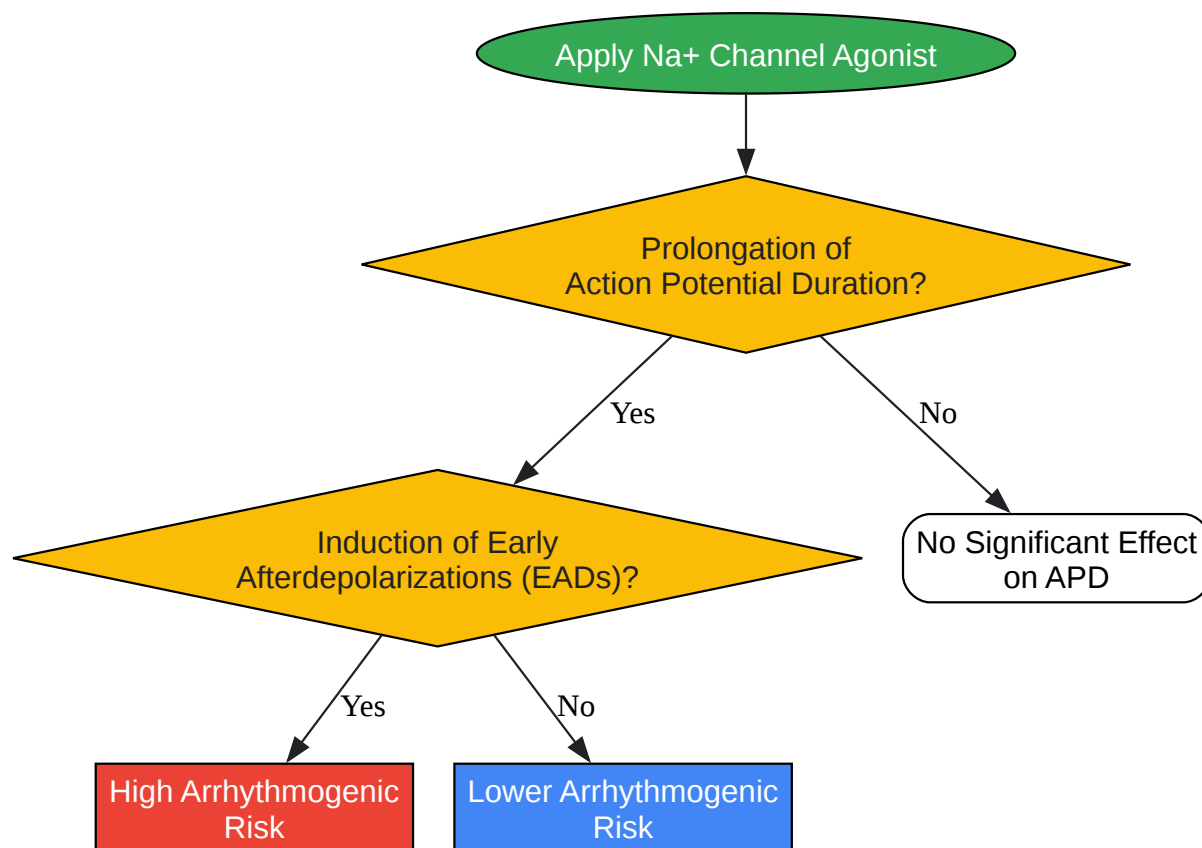 Apply Na+ Channel Agonist
Prolongation of
Action Potential Duration?
Yes
No
Induction of Early
Afterdepolarizations (EADs)?
No Significant Effect
on APD
Yes
No
High Arrhythmogenic
Risk
Lower Arrhythmogenic
Risk